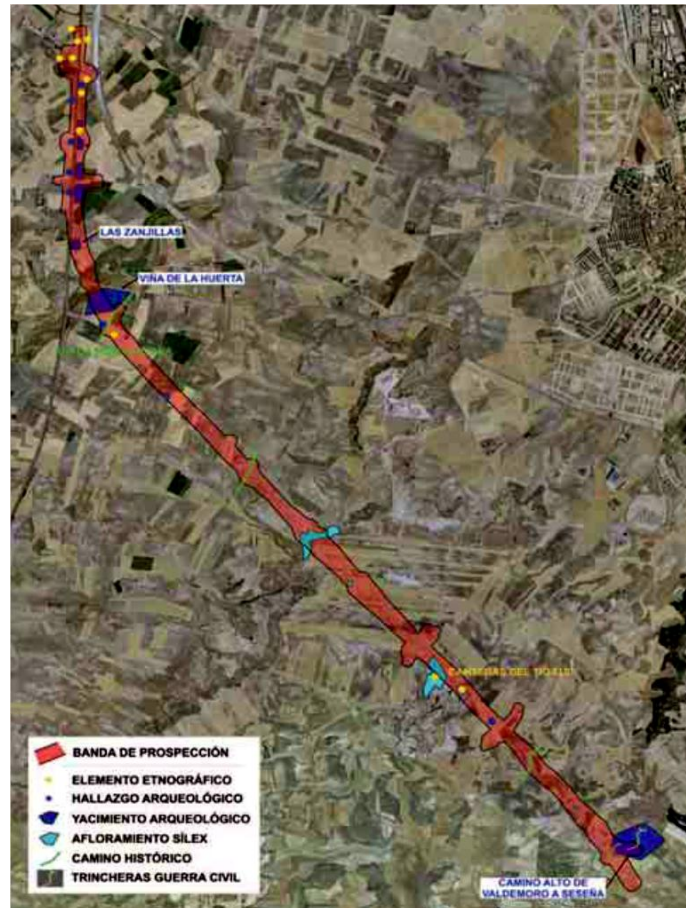 LAS ZANJILLAS
VIÑA DE LA HUERTA
BANDA DE PROSPECCIÓN
ELEMENTO ETNOGRÁFICO
HALLAZGO ARQUEOLÓGICO
YACIMIENTO ARQUEOLÓGICO
AFLORAMIENTO SÍLEX
CAMINO HISTÓRICO
TRINCHERAS GUERRA CIVIL
CAMINO ALTO DE
VALDEMORO A SESEÑA